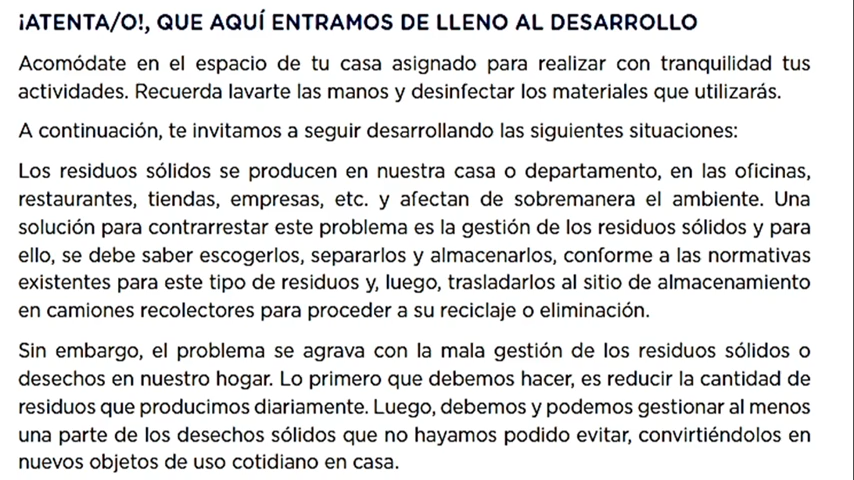 ¡ATENTA/O!, QUE AQUÍ ENTRAMOS DE LLENO AL DESARROLLO
Acomódate en el espacio de tu casa asignado para realizar con tranquilidad tus
actividades. Recuerda lavarte las manos y desinfectar los materiales que utilizarás.
A continuación, te invitamos a seguir desarrollando las siguientes situaciones:
Los residuos sólidos se producen en nuestra casa o departamento, en las oficinas,
restaurantes, tiendas, empresas, etc. y afectan de sobremanera el ambiente. Una
solución para contrarrestar este problema es la gestión de los residuos sólidos y para
ello, se debe saber escogerlos, separarlos y almacenarlos, conforme a las normativas
existentes para este tipo de residuos y, luego, trasladarlos al sitio de almacenamiento
en camiones recolectores para proceder a su reciclaje o eliminación.
Sin embargo, el problema se agrava con la mala gestión de los residuos sólidos o
desechos en nuestro hogar. Lo primero que debemos hacer, es reducir la cantidad de
residuos que producimos diariamente. Luego, debemos y podemos gestionar al menos
una parte de los desechos sólidos que no hayamos podido evitar, convirtiéndolos en
nuevos objetos de uso cotidiano en casa.